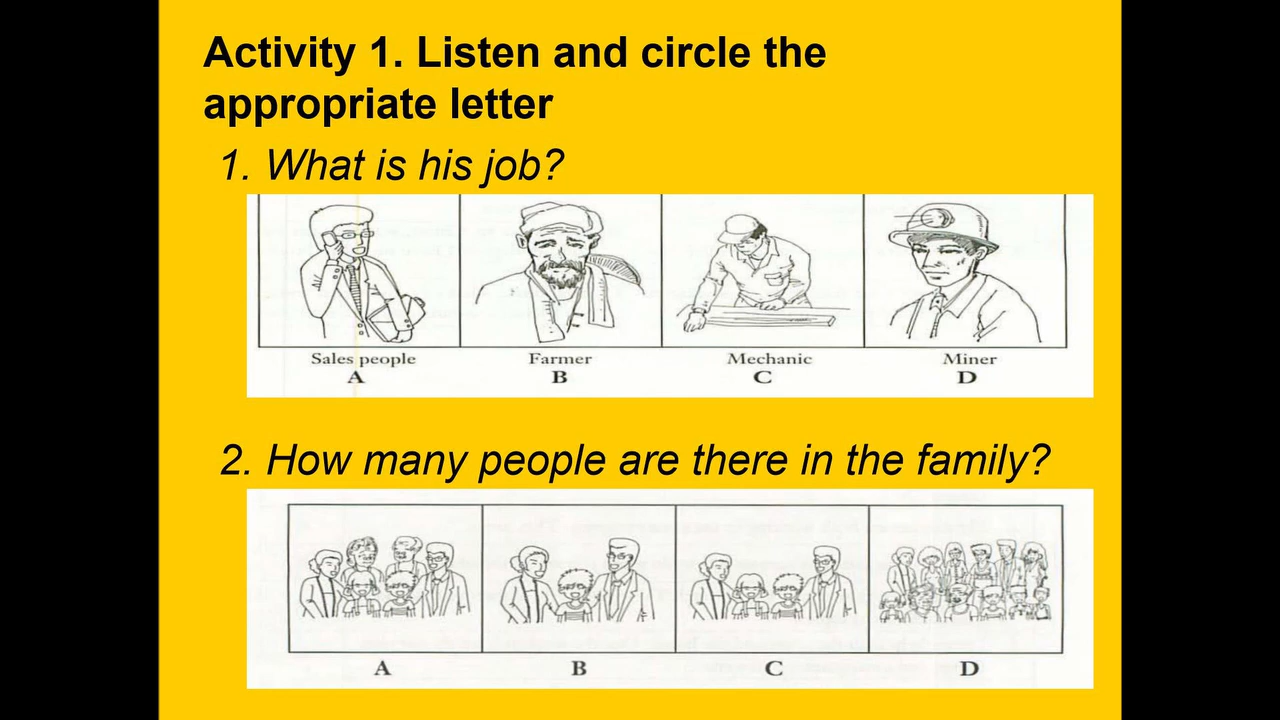 Activity 1. Listen and circle the
appropriate letter
1. What is his job?
Sales people Farmer Mechanic Miner
A B C D
2. How many people are there in the family?
A B C D